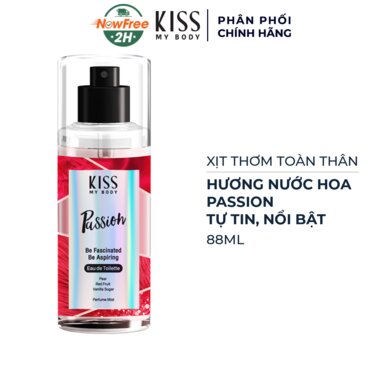 NowFree
2H
KISS
MY BODY
PHÂN PHỐI
CHÍNH HÃNG
KISS
MY BODY
Passion
Be Fascinated
Be Aspiring
Eau de Toilette
Pear
Red Fruit
Vanilla Sugar
Perfume Mist
XỊT THƠM TOÀN THÂN
HƯƠNG NƯỚC HOA
PASSION
TỰ TIN, NỔI BẬT
88ML